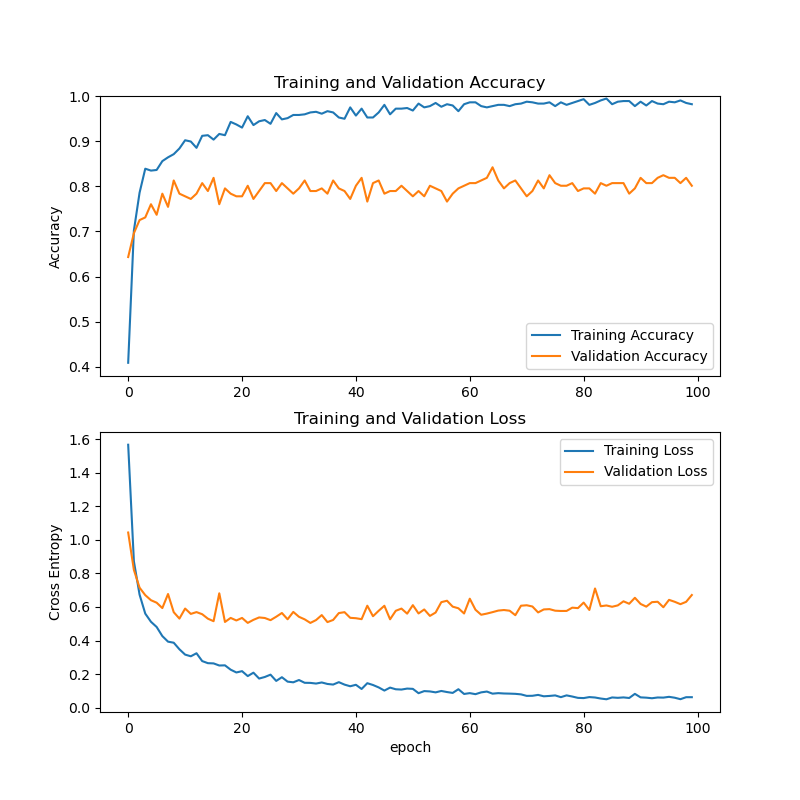 Training and Validation Accuracy
1.0
0.9
0.8
0.7
0.6
0.5
0.4
Accuracy
Training Accuracy
Validation Accuracy
0 20 40 60 80 100
Training and Validation Loss
1.6
1.4
1.2
1.0
0.8
0.6
0.4
0.2
0.0
Cross Entropy
Training Loss
Validation Loss
0 20 40 60 80 100
epoch